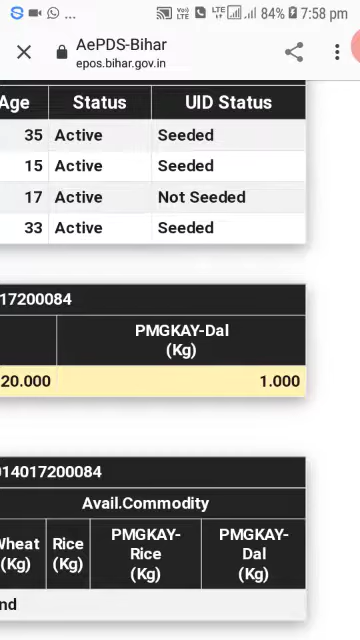 84% 7:58 pm
AePDS-Bihar
epos.bihar.gov.in
Age Status UID Status
35 Active Seeded
15 Active Seeded
17 Active Not Seeded
33 Active Seeded
17200084
PMGKAY-Dal
(Kg)
20.000 1.000
014017200084
Avail.Commodity
Wheat Rice PMGKAY- PMGKAY-
Rice Dal
(Kg) (Kg) (Kg) (Kg)
nd